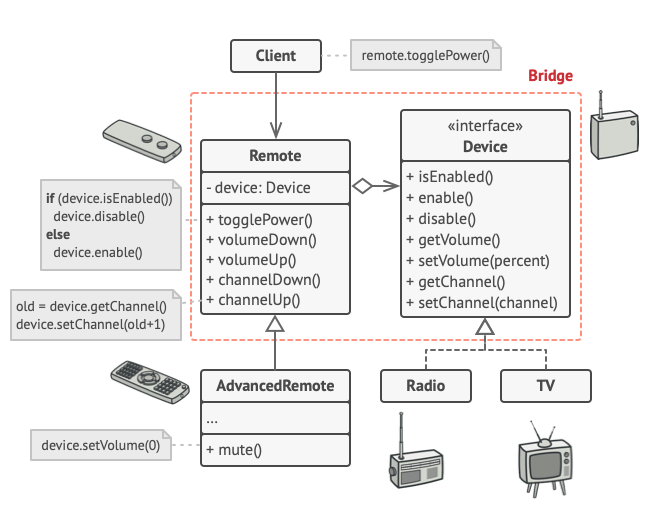 Client
remote.togglePower()
Bridge
«interface»
Device
+ isEnabled()
+ enable()
+ disable()
+ getVolume()
+ setVolume(percent)
+ getChannel()
+ setChannel(channel)
Remote
- device: Device
+ togglePower()
+ volumeDown()
+ volumeUp()
+ channelDown()
+ channelUp()
if (device.isEnabled())
device.disable()
else
device.enable()
old = device.getChannel()
device.setChannel(old+1)
AdvancedRemote
...
+ mute()
device.setVolume(0)
Radio
TV